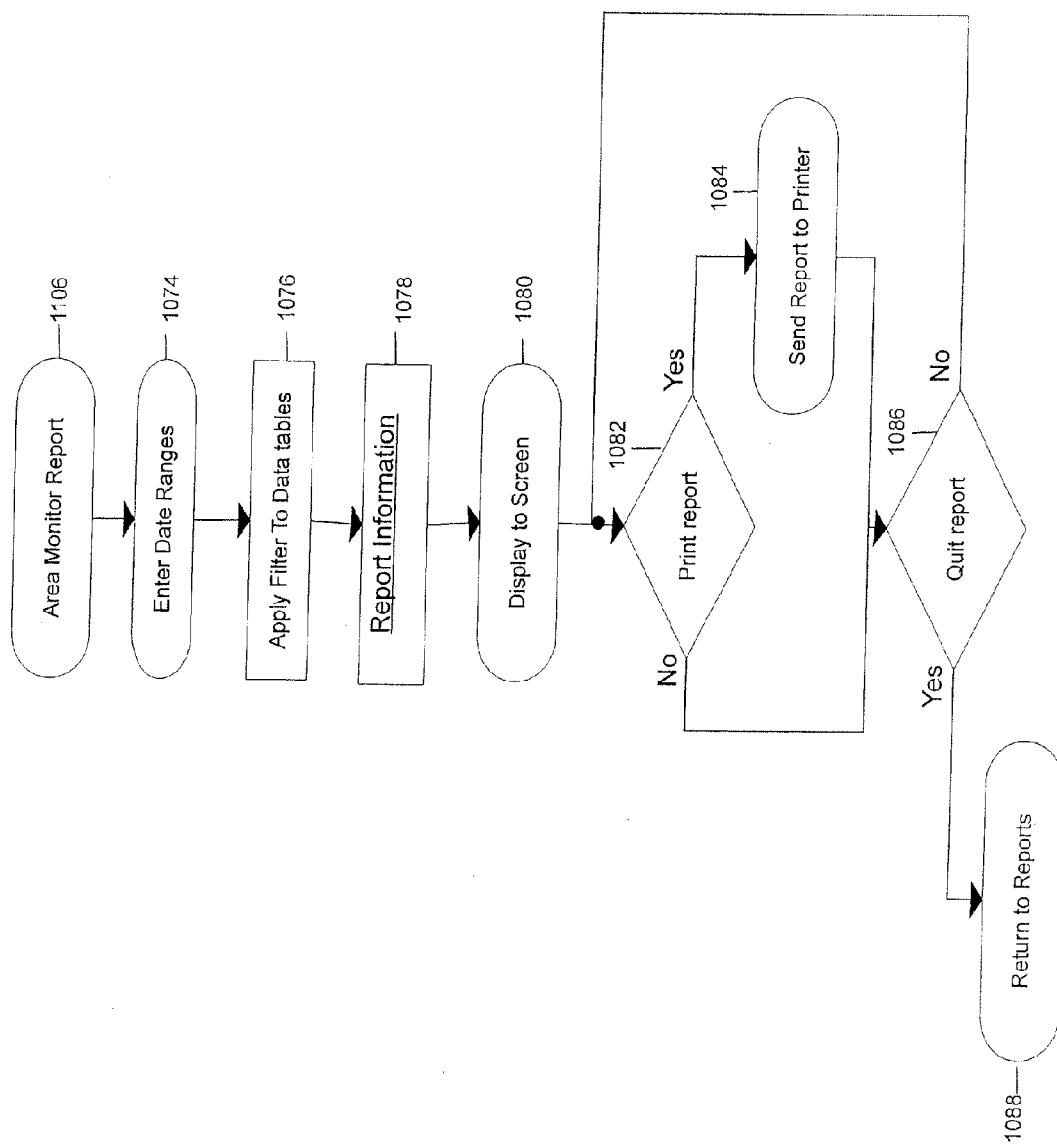 Area Monitor Report
1106
Enter Date Ranges
1074
Apply Filter To Data tables
1076
Report Information
1078
Display to Screen
1080
Print report
1082
Yes
No
Send Report to Printer
1084
Quit report
1086
No
Yes
Return to Reports
1088